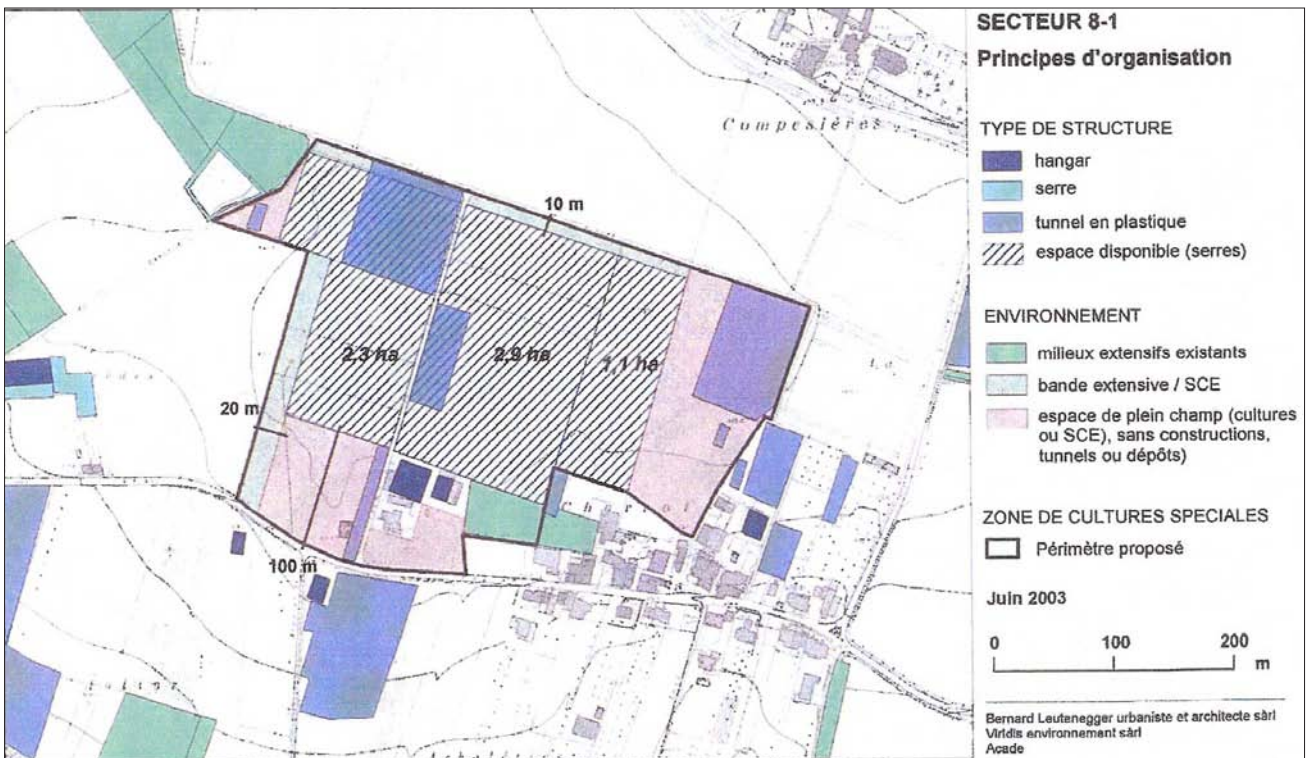 SECTEUR 8-1
Principes d'organisation
TYPE DE STRUCTURE
hangar
serre
tunnel en plastique
espace disponible (serres)
ENVIRONNEMENT
milieux extensifs existants
bande extensive / SCE
espace de plein champ (cultures
ou SCE), sans constructions,
tunnels ou dépôts)
ZONE DE CULTURES SPECIALES
Périmètre proposé
Juin 2003
0 100 200
m
Bernard Leutenegger urbaniste et architecte sàrl
Viridis environnement sàrl
Acade
Compesières
10 m
2,3 ha
2,9 ha
1,1 ha
20 m
Charrot
100 m